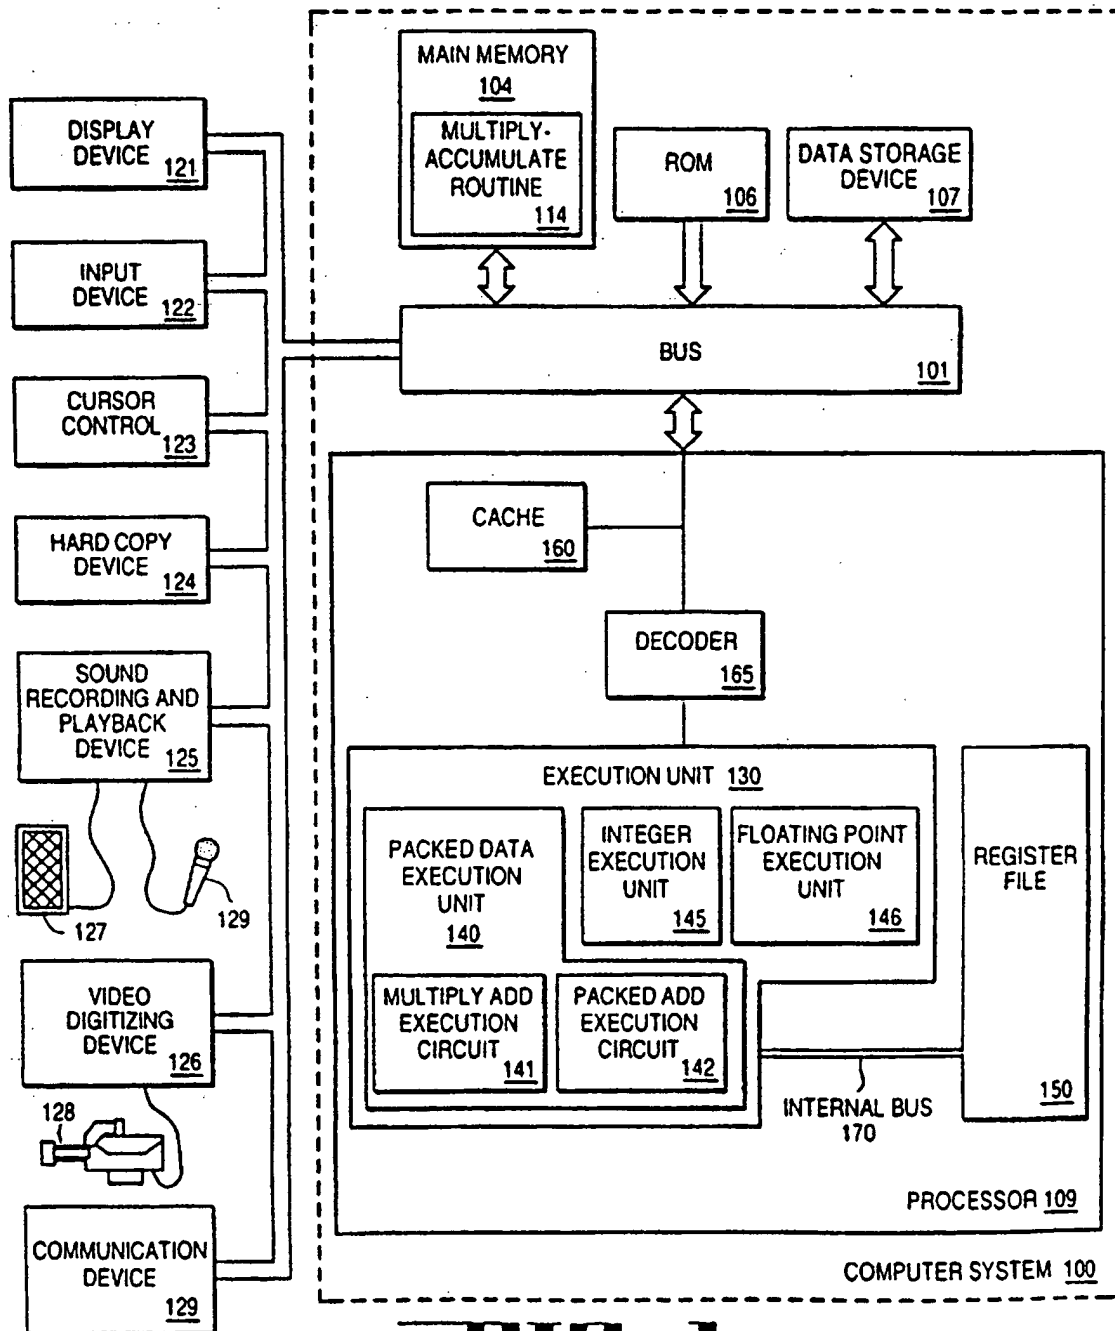 MAIN MEMORY
104
MULTIPLY-
ACCUMULATE
ROUTINE
114
ROM
106
DATA STORAGE
DEVICE
107
DISPLAY
DEVICE
121
INPUT
DEVICE
122
CURSOR
CONTROL
123
HARD COPY
DEVICE
124
SOUND
RECORDING AND
PLAYBACK
DEVICE
125
127
129
VIDEO
DIGITIZING
DEVICE
126
128
COMMUNICATION
DEVICE
129
BUS
101
CACHE
160
DECODER
165
EXECUTION UNIT 130
PACKED DATA
EXECUTION
UNIT
140
INTEGER
EXECUTION
UNIT
145
FLOATING POINT
EXECUTION
UNIT
146
MULTIPLY ADD
EXECUTION
CIRCUIT
141
PACKED ADD
EXECUTION
CIRCUIT
142
REGISTER
FILE
150
INTERNAL BUS
170
PROCESSOR 109
COMPUTER SYSTEM 100